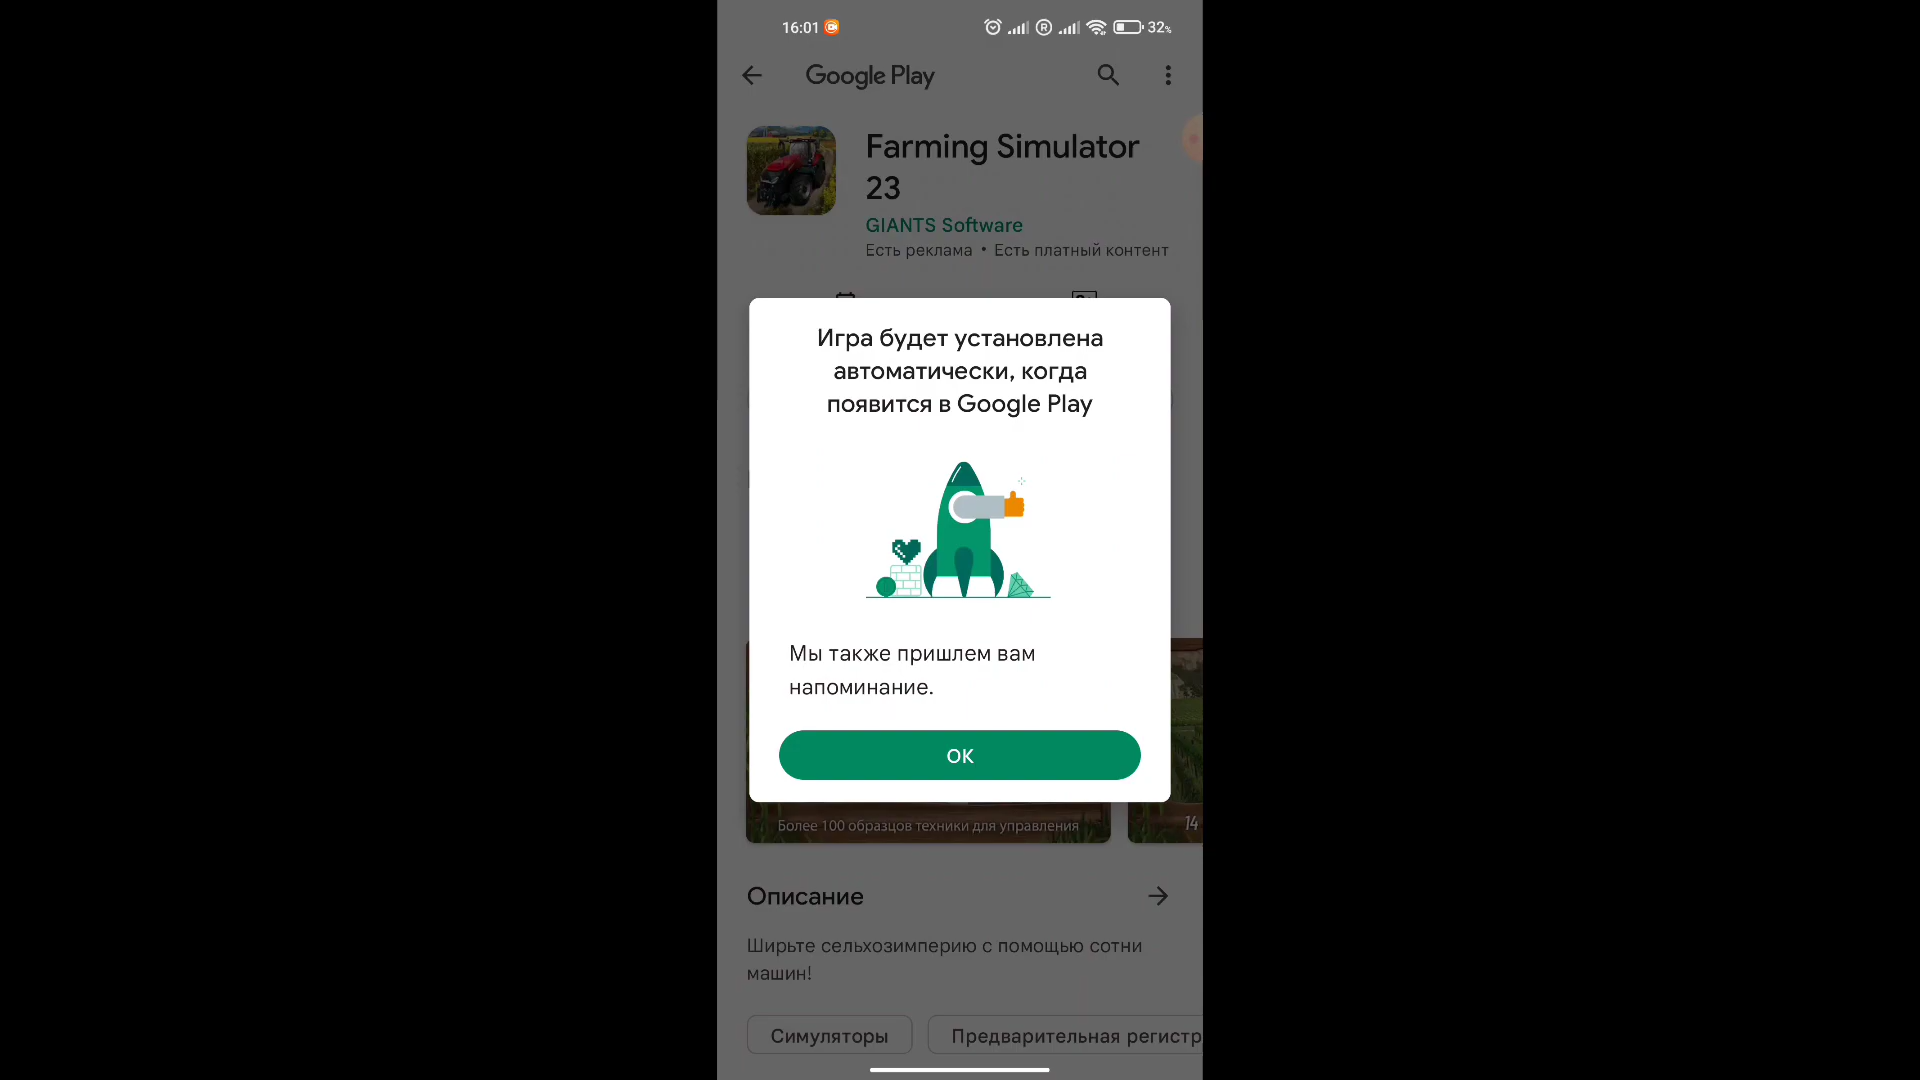 16:01
R
32%
Google Play
Farming Simulator
23
GIANTS Software
Есть реклама • Есть платный контент
Игра будет установлена
автоматически, когда
появится в Google Play
Мы также пришлем вам
напоминание.
ОК
Более 100 образцов техники для управления
14
Описание
Ширьте сельхозимперию с помощью сотни
машин!
Симуляторы
Предварительная регистр